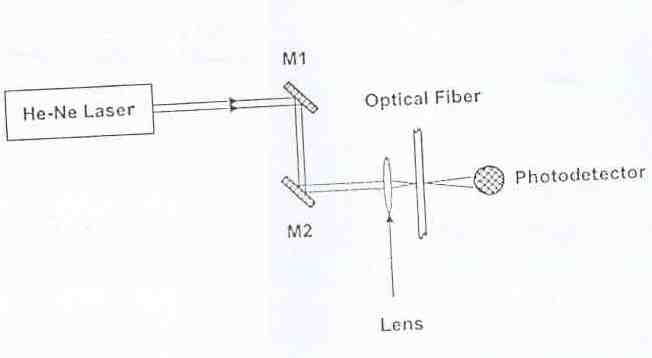 M1
He-Ne Laser
Optical Fiber
Photodetector
M2
Lens